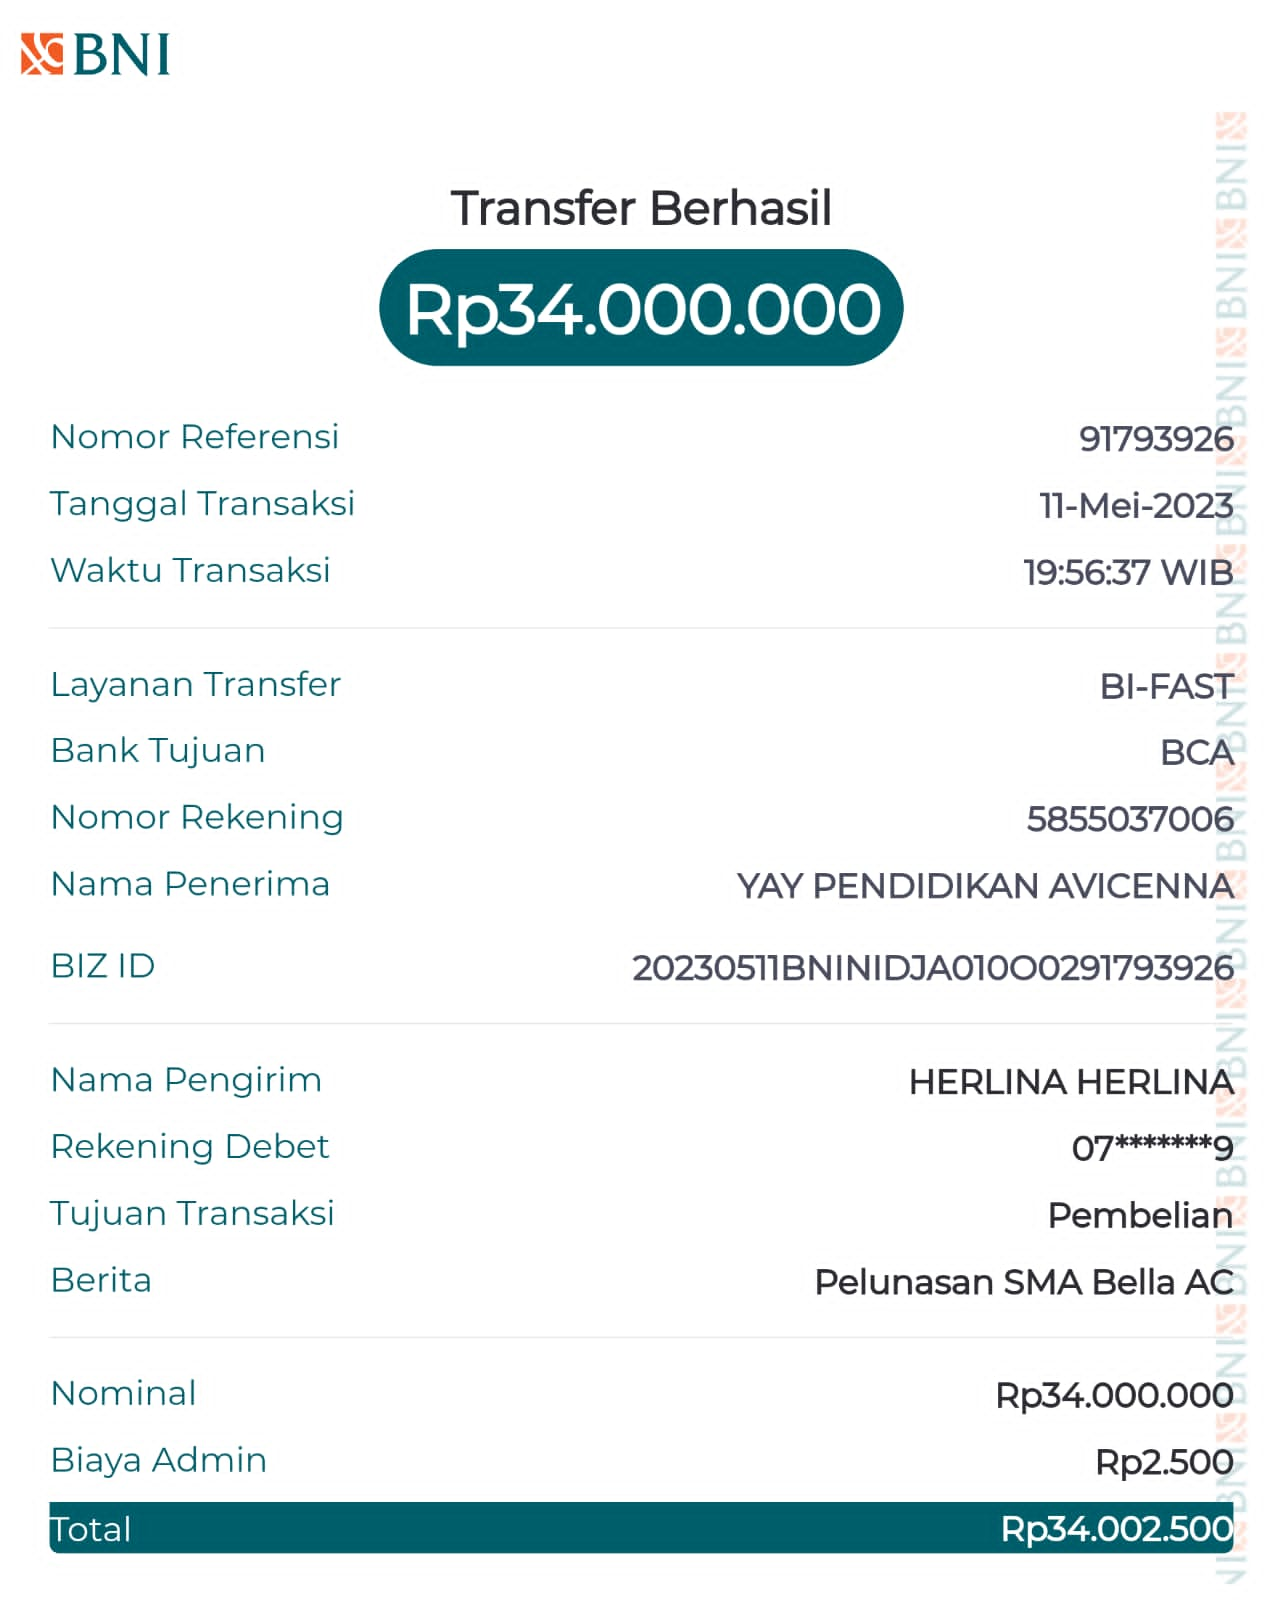 BNI
Transfer Berhasil
Rp34.000.000
Nomor Referensi 91793926
Tanggal Transaksi 11-Mei-2023
Waktu Transaksi 19:56:37 WIB
Layanan Transfer BI-FAST
Bank Tujuan BCA
Nomor Rekening 5855037006
Nama Penerima YAY PENDIDIKAN AVICENNA
BIZ ID 20230511BNINIDJA010O0291793926
Nama Pengirim HERLINA HERLINA
Rekening Debet 07*******9
Tujuan Transaksi Pembelian
Berita Pelunasan SMA Bella AC
Nominal Rp34.000.000
Biaya Admin Rp2.500
Total Rp34.002.500
BNI BNI BNI BNI BNI BNI BNI BNI BNI BNI BNI BNI BNI